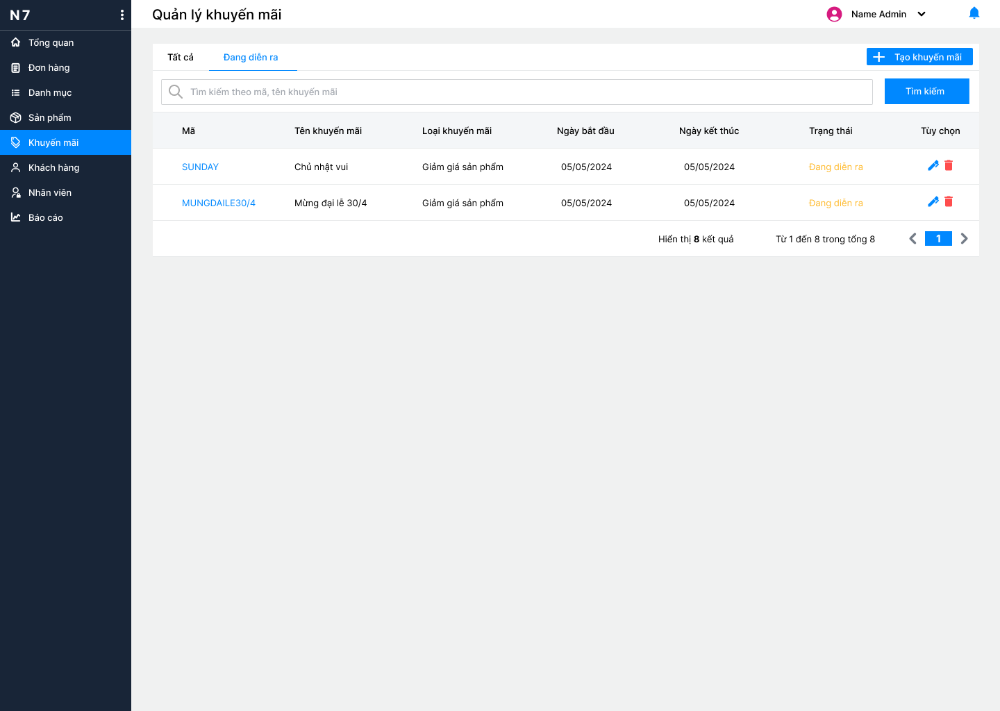 N7
Quản lý khuyến mãi
Name Admin
Tổng quan
Đơn hàng
Danh mục
Sản phẩm
Khuyến mãi
Khách hàng
Nhân viên
Báo cáo
Tất cả Đang diễn ra Tạo khuyến mãi
Tìm kiếm theo mã, tên khuyến mãi Tìm kiếm
Mã Tên khuyến mãi Loại khuyến mãi Ngày bắt đầu Ngày kết thúc Trạng thái Tùy chọn
SUNDAY Chủ nhật vui Giảm giá sản phẩm 05/05/2024 05/05/2024 Đang diễn ra
MUNGDAILE30/4 Mừng đại lễ 30/4 Giảm giá sản phẩm 05/05/2024 05/05/2024 Đang diễn ra
Hiển thị 8 kết quả Từ 1 đến 8 trong tổng 8 1